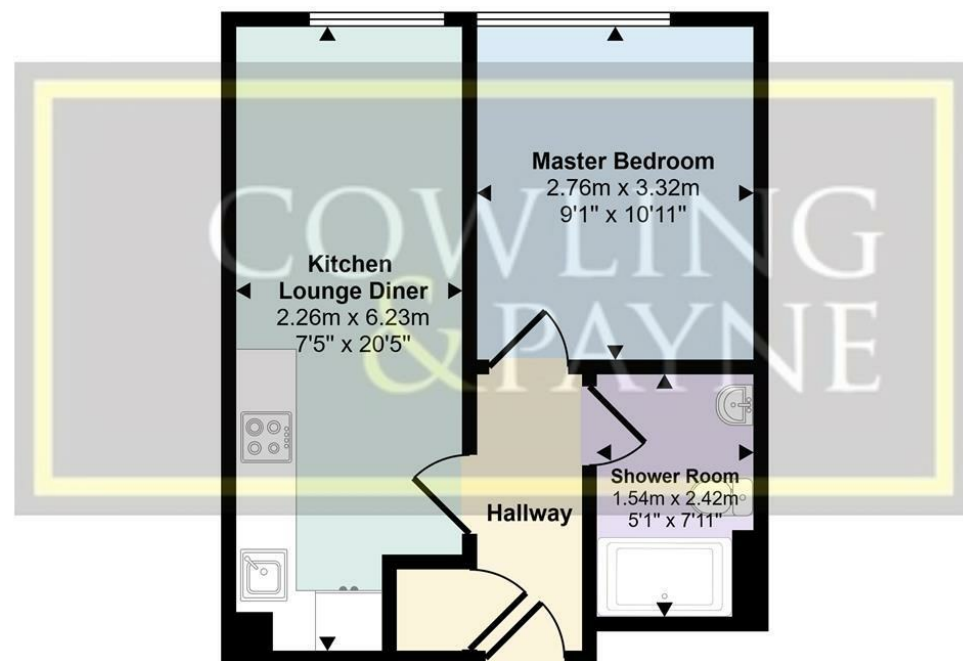 Master Bedroom
2.76m x 3.32m
9'1" x 10'11"
COWLING
&PAYNE
Kitchen
Lounge Diner
2.26m x 6.23m
7'5" x 20'5"
Shower Room
1.54m x 2.42m
5'1" x 7'11"
Hallway